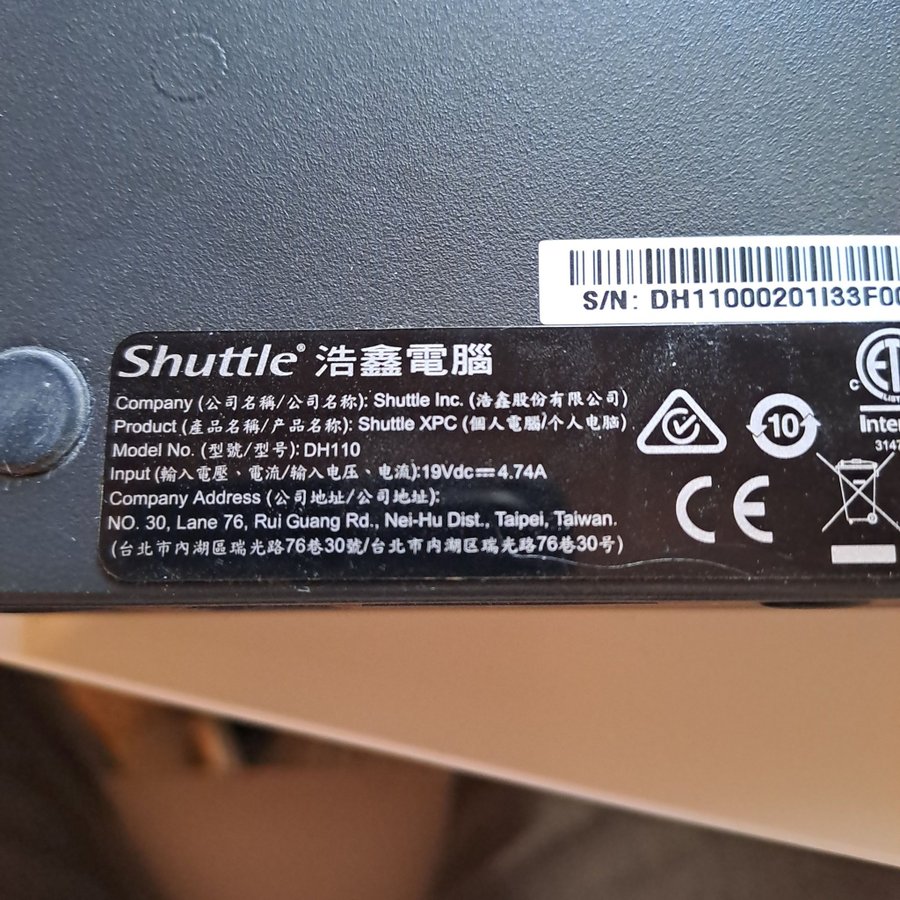 S/N: DH11000201I33F00
Shuttle® 浩鑫電腦
Company (公司名稱/公司名称): Shuttle Inc. (浩鑫股份有限公司)
Product (產品名稱/产品名称): Shuttle XPC (個人電腦/个人电脑)
Model No. (型號/型号): DH110
Input (輸入電壓、電流/输入电压、电流):19Vdc⎓4.74A
Company Address (公司地址/公司地址):
NO. 30, Lane 76, Rui Guang Rd., Nei-Hu Dist., Taipei, Taiwan.
(台北市內湖區瑞光路76巷30號/台北市内湖区瑞光路76巷30号)
10
CE
c
ET
LIST
Inter
3147